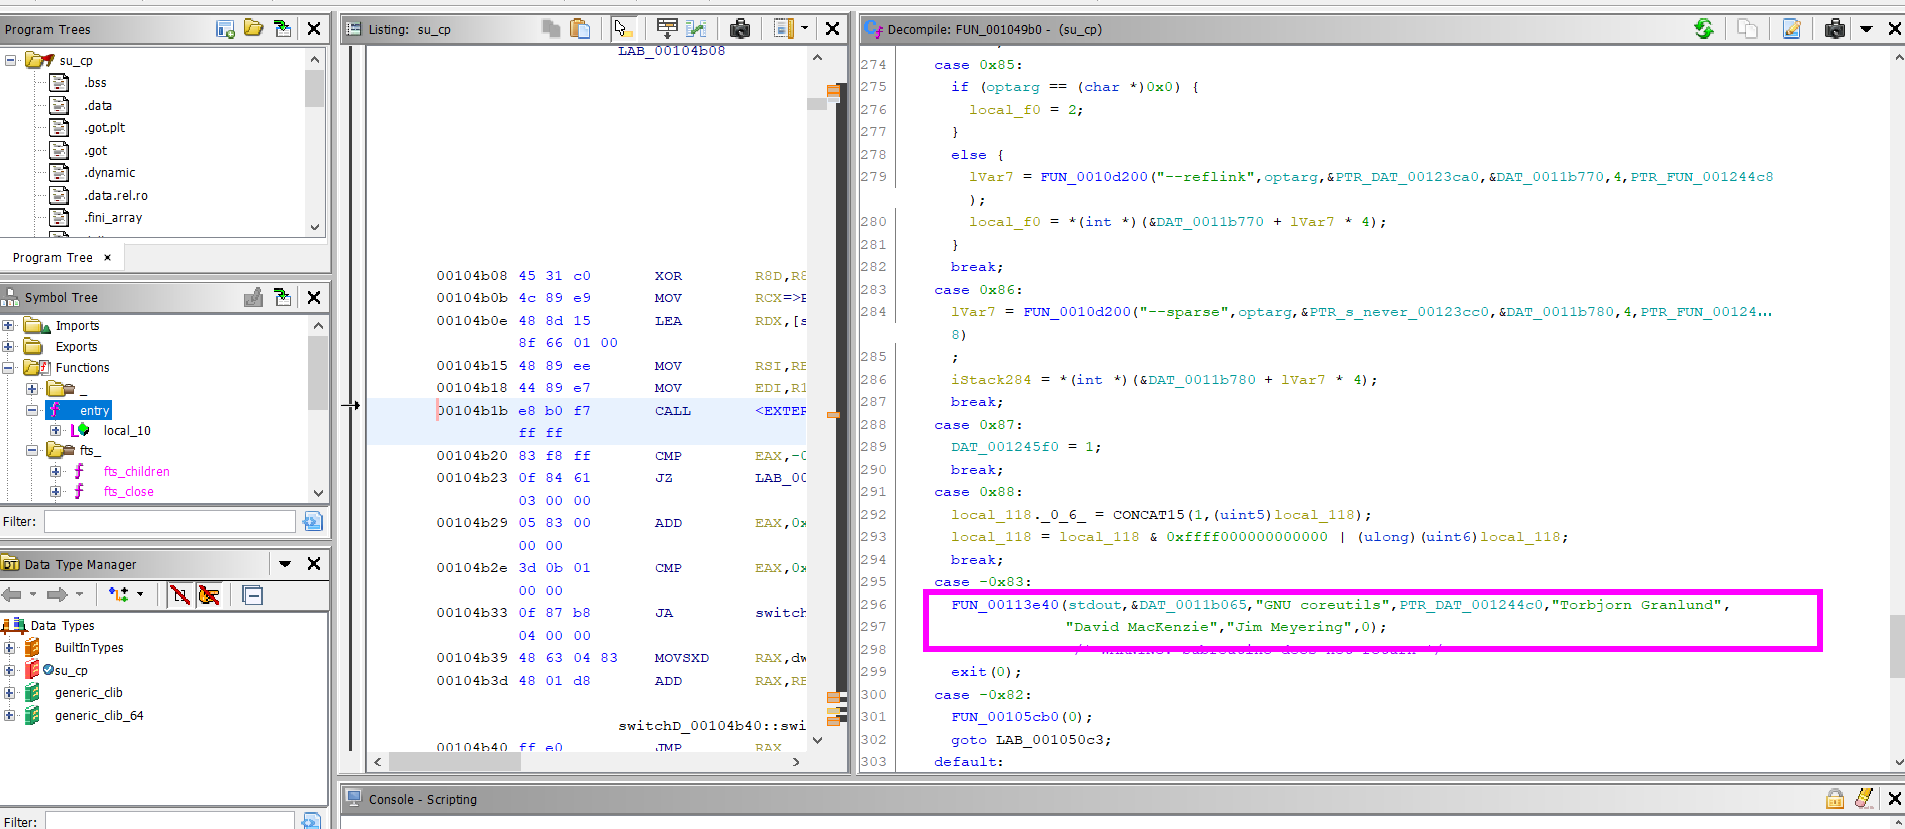 Program Trees
su_cp
.bss
.data
.got.plt
.got
.dynamic
.data.rel.ro
.fini_array
Program Tree ×
Symbol Tree
Imports
Exports
Functions
_
entry
local_10
fts_
fts_children
fts_close
Filter:
Data Type Manager
Data Types
BuiltInTypes
su_cp
generic_clib
generic_clib_64
Filter:
Listing: su_cp
LAB_00104b08
00104b08 45 31 c0 XOR R8D,R8
00104b0b 4c 89 e9 MOV RCX=>
00104b0e 48 8d 15 LEA RDX,[s
8f 66 01 00
00104b15 48 89 ee MOV RSI,RB
00104b18 44 89 e7 MOV EDI,R1
00104b1b e8 b0 f7 CALL <EXTER
ff ff
00104b20 83 f8 ff CMP EAX,-0
00104b23 0f 84 61 JZ LAB_00
03 00 00
00104b29 05 83 00 ADD EAX,0x
00 00
00104b2e 3d 0b 01 CMP EAX,0x
00 00
00104b33 0f 87 b8 JA switch
04 00 00
00104b39 48 63 04 83 MOVSXD RAX,dw
00104b3d 48 01 d8 ADD RAX,RB
switchD_00104b40::swi
00104b40 ff e0 JMP RAX
Decompile: FUN_001049b0 - (su_cp)
274 case 0x85:
275 if (optarg == (char *)0x0) {
276 local_f0 = 2;
277 }
278 else {
279 lVar7 = FUN_0010d200("--reflink",optarg,&PTR_DAT_00123ca0,&DAT_0011b770,4,PTR_FUN_001244c8
);
280 local_f0 = *(int *)(&DAT_0011b770 + lVar7 * 4);
281 }
282 break;
283 case 0x86:
284 lVar7 = FUN_0010d200("--sparse",optarg,&PTR_s_never_00123cc0,&DAT_0011b780,4,PTR_FUN_00124...
8)
285 ;
286 iStack284 = *(int *)(&DAT_0011b780 + lVar7 * 4);
287 break;
288 case 0x87:
289 DAT_001245f0 = 1;
290 break;
291 case 0x88:
292 local_118._0_6_ = CONCAT15(1,(uint5)local_118);
293 local_118 = local_118 & 0xffff000000000000 | (ulong)(uint6)local_118;
294 break;
295 case -0x83:
296 FUN_00113e40(stdout,&DAT_0011b065,"GNU coreutils",PTR_DAT_001244c0,"Torbjorn Granlund",
297 "David MacKenzie","Jim Meyering",0);
298 /* WARNING: Subroutine does not return */
299 exit(0);
300 case -0x82:
301 FUN_00105cb0(0);
302 goto LAB_001050c3;
303 default:
Console - Scripting